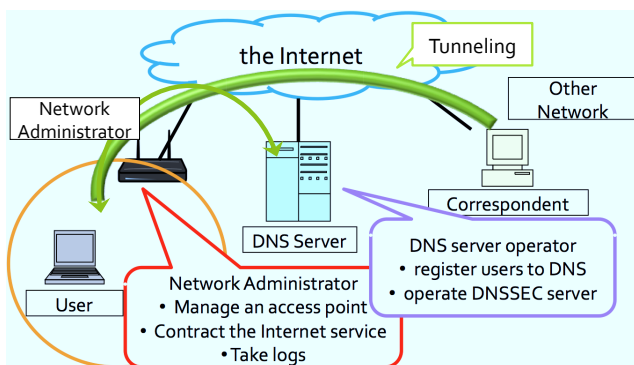 the Internet
Tunneling
Network
Administrator
Other
Network
DNS Server
Correspondent
User
Network Administrator
• Manage an access point
• Contract the Internet service
•Take logs
DNS server operator
• register users to DNS
• operate DNSSEC server